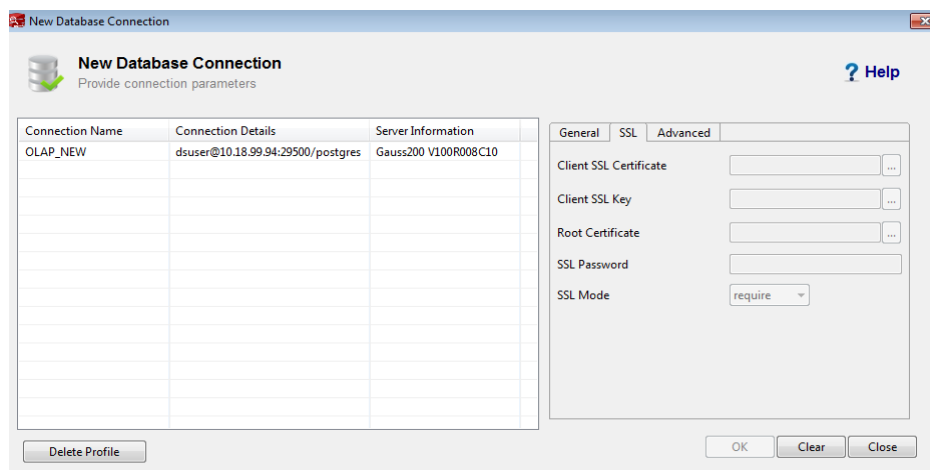 New Database Connection
New Database Connection
Provide connection parameters
? Help
Connection Name Connection Details Server Information
OLAP_NEW dsuser@10.18.99.94:29500/postgres Gauss200 V100R008C10
General SSL Advanced
Client SSL Certificate ...
Client SSL Key ...
Root Certificate ...
SSL Password
SSL Mode require
Delete Profile OK Clear Close